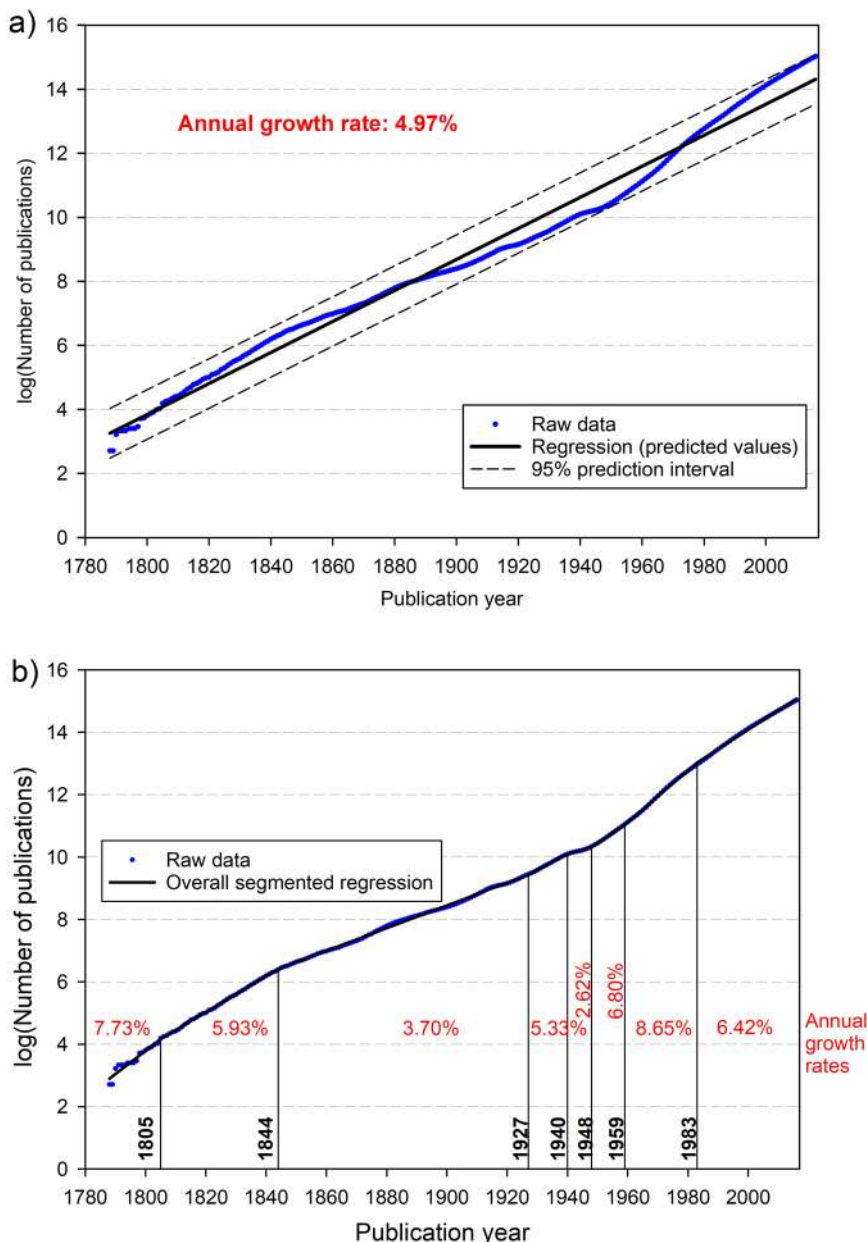 a)
16
14
12
10
8
6
4
2
0
log(Number of publications)
Annual growth rate: 4.97%
Raw data
Regression (predicted values)
95% prediction interval
1780 1800 1820 1840 1860 1880 1900 1920 1940 1960 1980 2000
Publication year
b)
16
14
12
10
8
6
4
2
0
log(Number of publications)
Raw data
Overall segmented regression
7.73%
5.93%
3.70%
5.33%
2.62%
6.80%
8.65%
6.42%
Annual
growth
rates
1805
1844
1927
1940
1948
1959
1983
1780 1800 1820 1840 1860 1880 1900 1920 1940 1960 1980 2000
Publication year